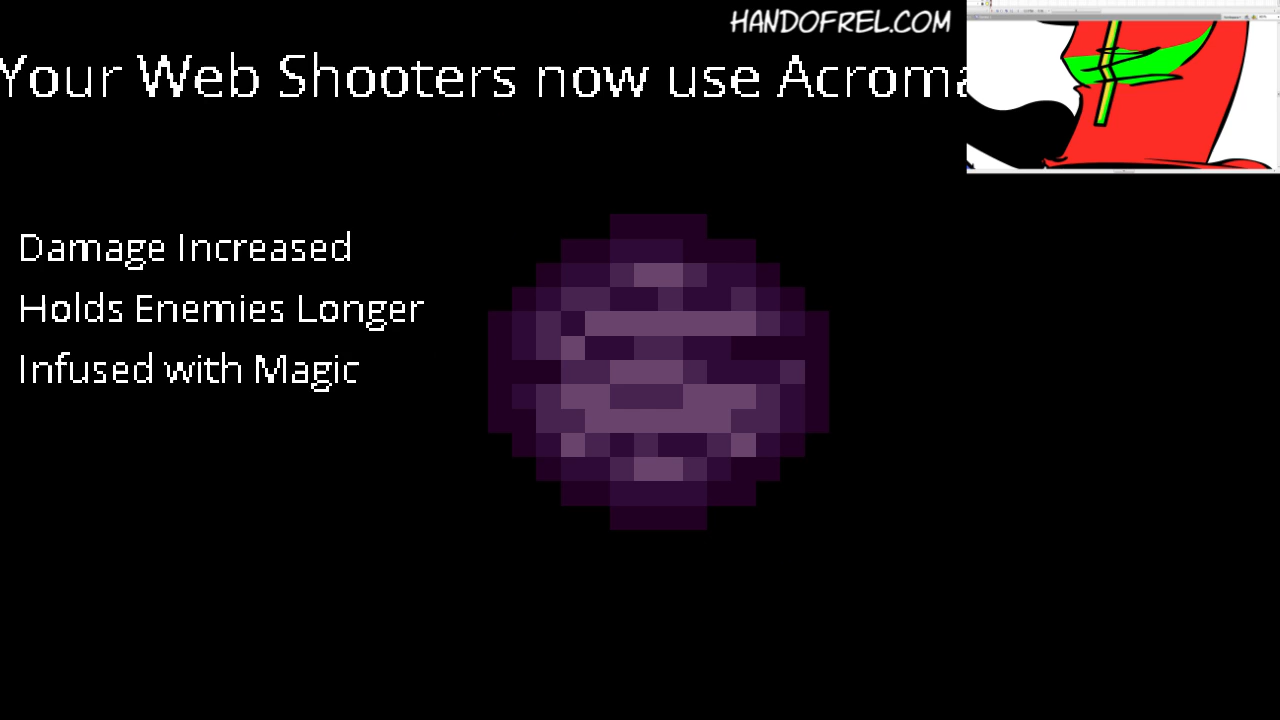 HANDOFREL.COM
Your Web Shooters now use Acroma
Damage Increased
Holds Enemies Longer
Infused with Magic